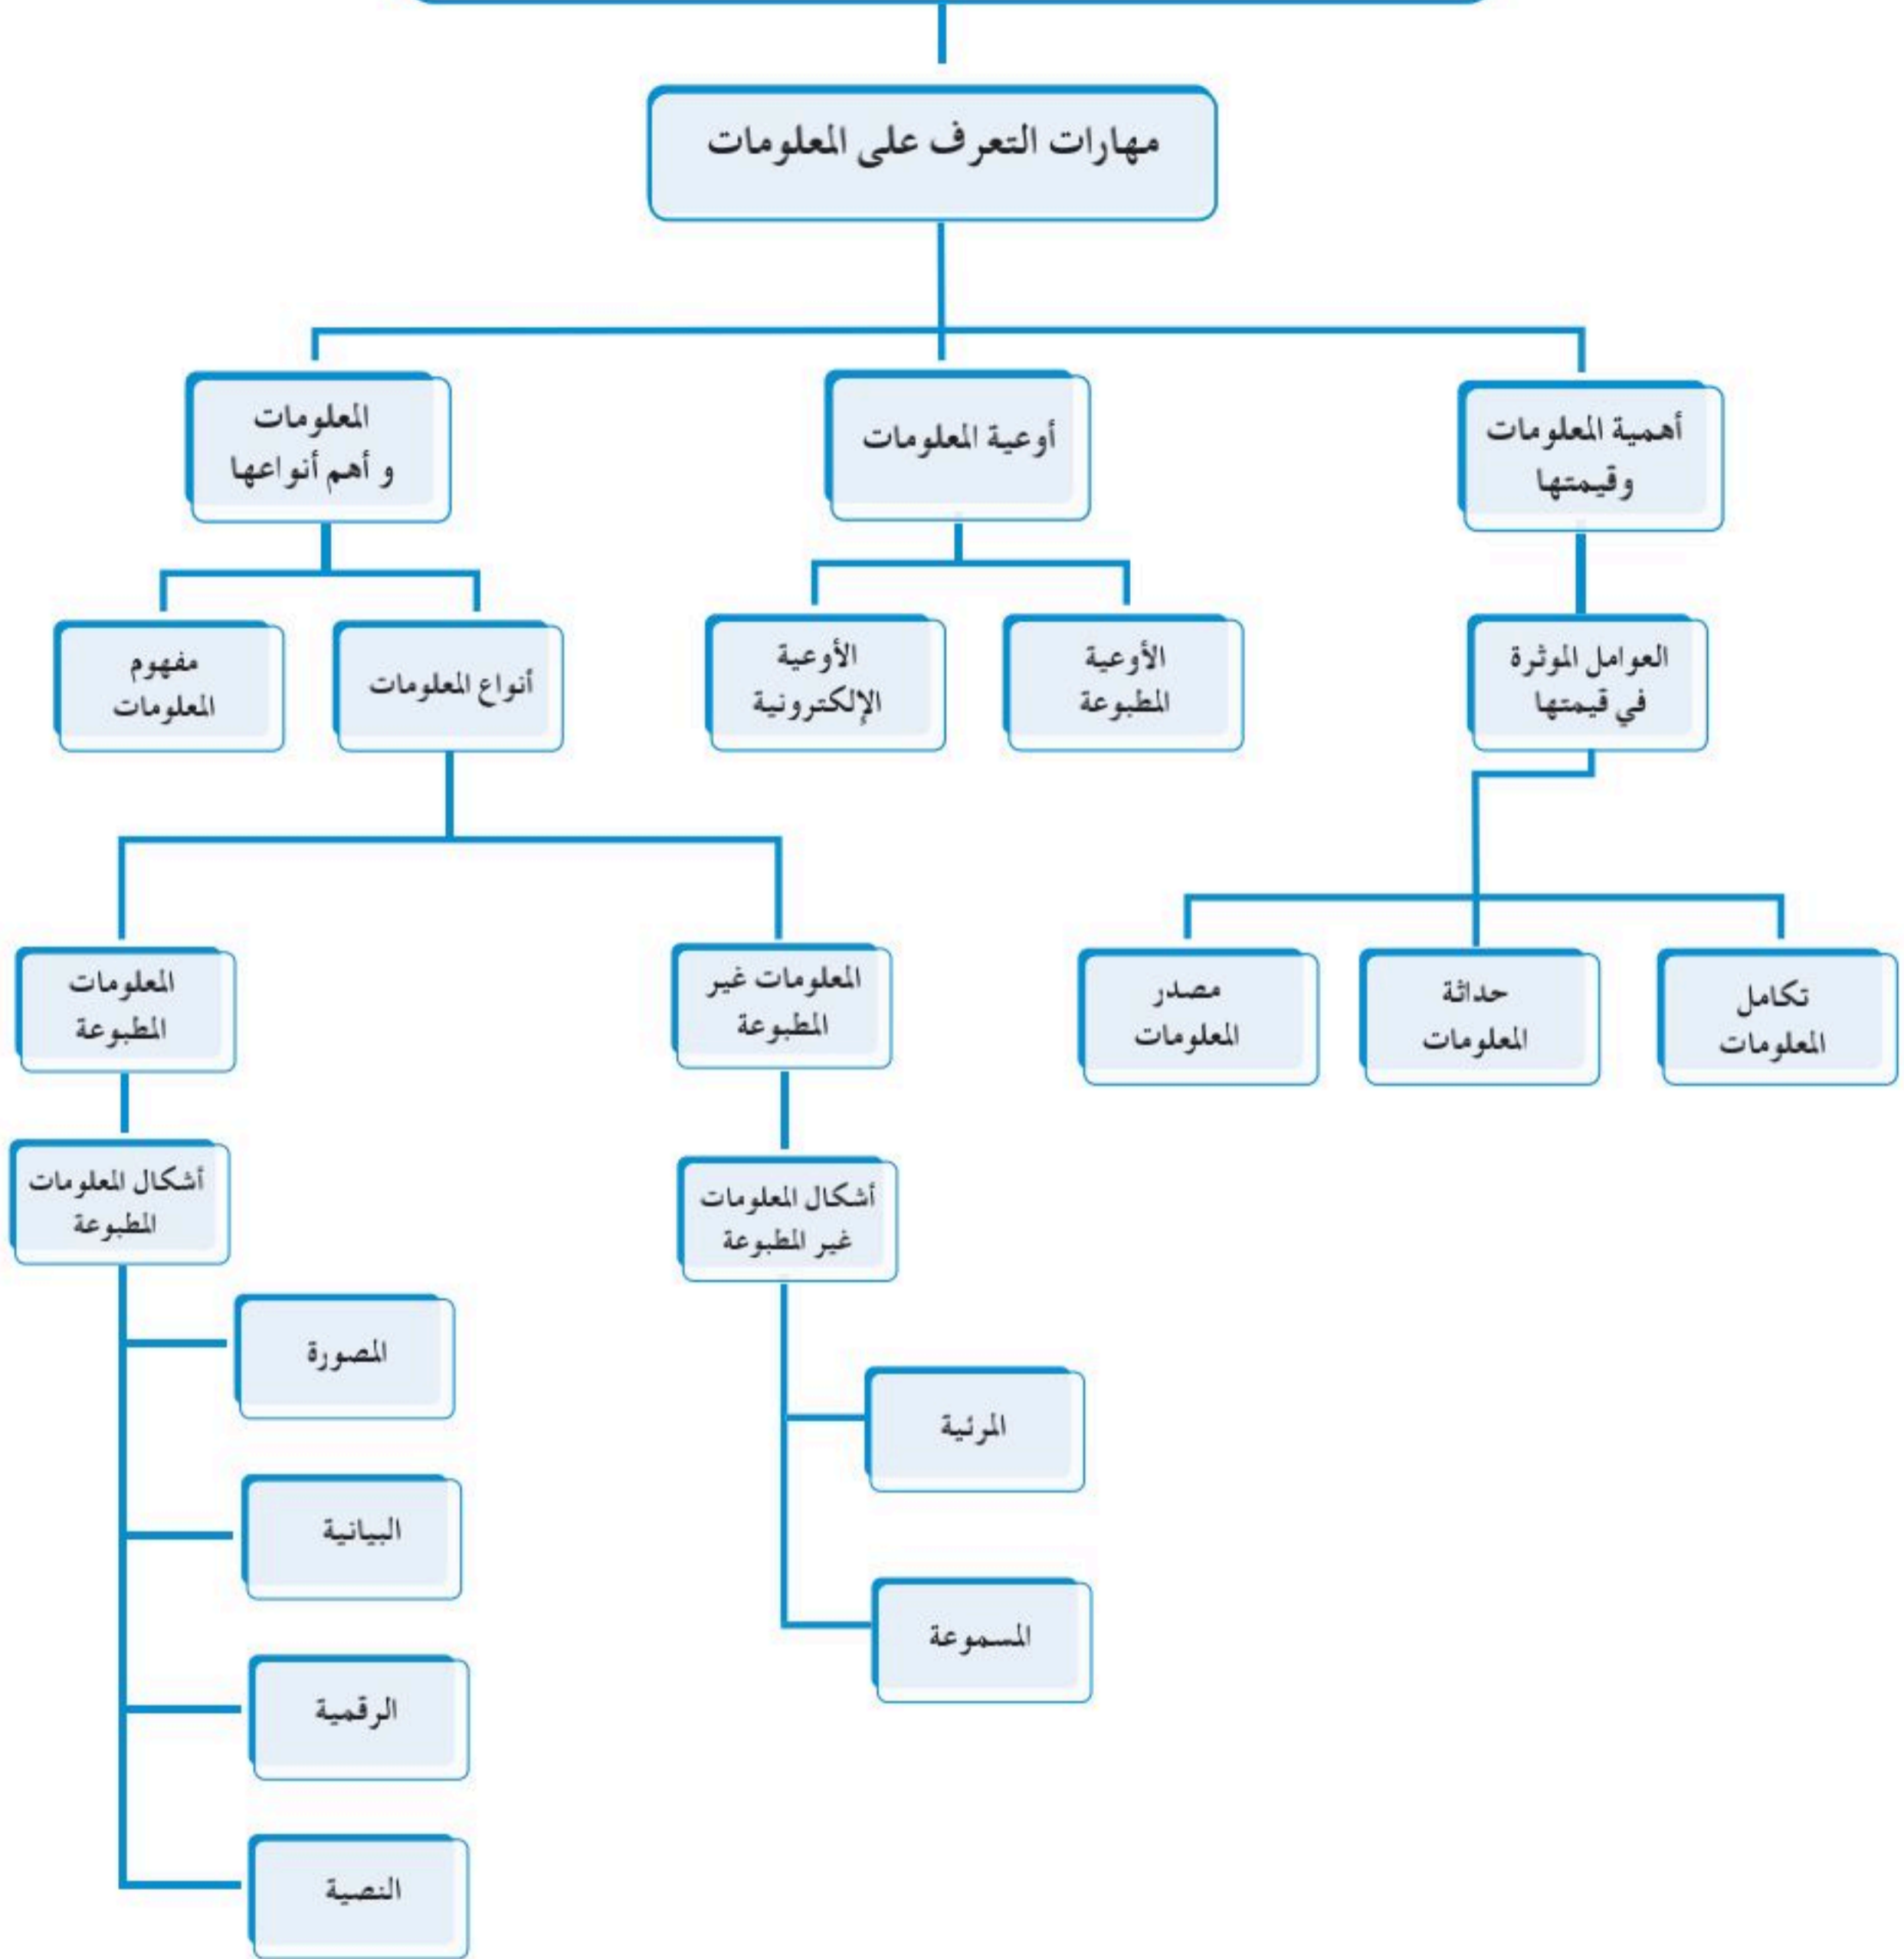 مهارات التعرف على المعلومات
أهمية المعلومات
وقيمتها
أوعية المعلومات
المعلومات
و أهم أنواعها
العوامل الموثرة
في قيمتها
الأوعية
المطبوعة
الأوعية
الإلكترونية
أنواع المعلومات
مفهوم
المعلومات
تكامل
المعلومات
حداثة
المعلومات
مصدر
المعلومات
المعلومات غير
المطبوعة
المعلومات
المطبوعة
أشكال المعلومات
غير المطبوعة
المرئية
المسموعة
أشكال المعلومات
المطبوعة
المصورة
البيانية
الرقمية
النصية